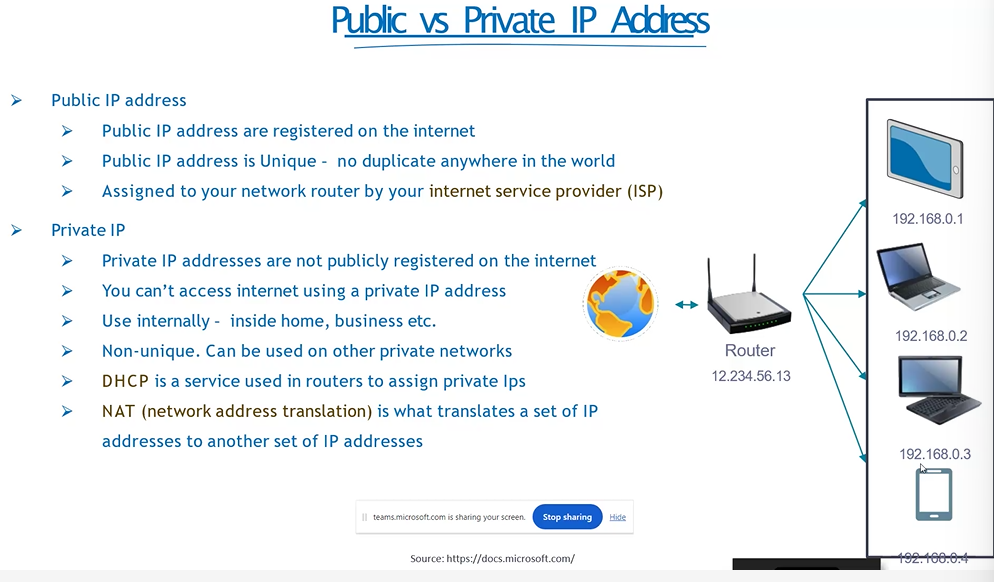 Public vs Private IP Address
Public IP address
Public IP address are registered on the internet
Public IP address is Unique - no duplicate anywhere in the world
Assigned to your network router by your internet service provider (ISP)
Private IP
Private IP addresses are not publicly registered on the internet
You can't access internet using a private IP address
Use internally - inside home, business etc.
Non-unique. Can be used on other private networks
DHCP is a service used in routers to assign private Ips
NAT (network address translation) is what translates a set of IP
addresses to another set of IP addresses
Router
12.234.56.13
192.168.0.1
192.168.0.2
192.168.0.3
192.168.0.4
teams.microsoft.com is sharing your screen.
Stop sharing
Hide
Source: https://docs.microsoft.com/